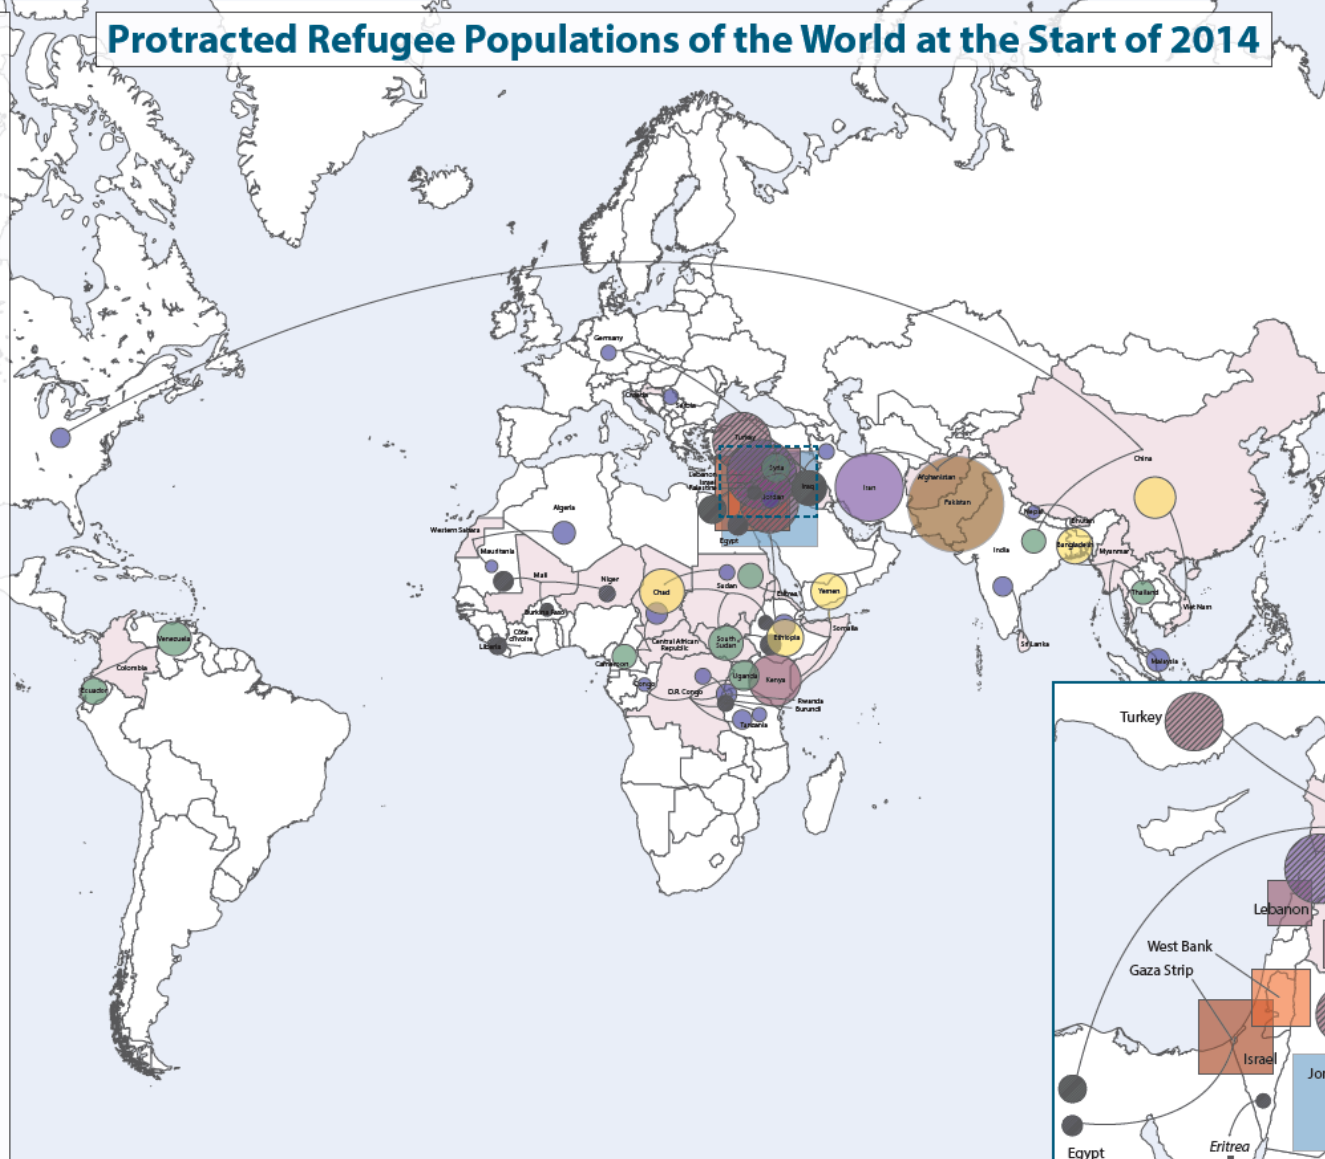 Protracted Refugee Populations of the World at the Start of 2014
Germany
Croatia
Serbia
Turkey
Syria
Lebanon
Israel
Palestine
Jordan
Iraq
Iran
Afghanistan
Pakistan
China
Nepal
Bhutan
India
Bangladesh
Myanmar
Thailand
Viet Nam
Sri Lanka
Malaysia
Algeria
Western Sahara
Mauritania
Mali
Niger
Chad
Sudan
Egypt
Eritrea
Yemen
Burkina Faso
Côte
d'Ivoire
Liberia
Central African
Republic
South
Sudan
Ethiopia
Somalia
Cameroon
Congo
D.R. Congo
Uganda
Kenya
Rwanda
Burundi
Tanzania
Venezuela
Colombia
Ecuador
Turkey
Lebanon
West Bank
Gaza Strip
Israel
Jor
Eritrea
Egypt